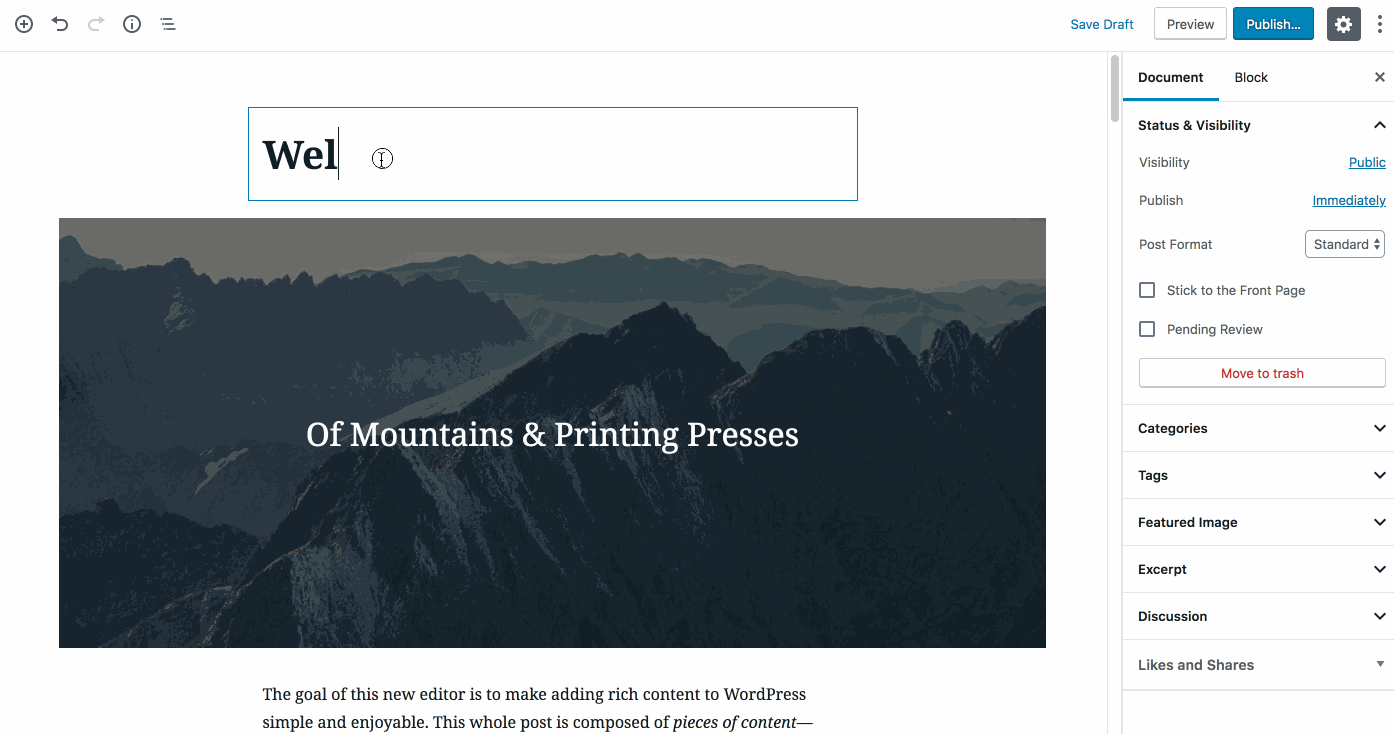 Save Draft
Preview
Publish...
Document
Block
Wel
Status & Visibility
Visibility
Public
Publish
Immediately
Post Format
Standard
Stick to the Front Page
Pending Review
Move to trash
Of Mountains & Printing Presses
Categories
Tags
Featured Image
Excerpt
Discussion
Likes and Shares
The goal of this new editor is to make adding rich content to WordPress
simple and enjoyable. This whole post is composed of pieces of content—